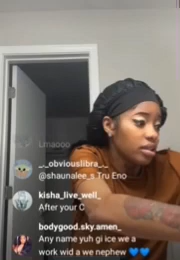 Lmaooo
_._obviouslibra_._
@shaunalee_s Tru Eno
kisha_live_well_
After your C
bodygood.sky.amen_
Any name yuh gi ice we a
work wid a we nephew 💙💙